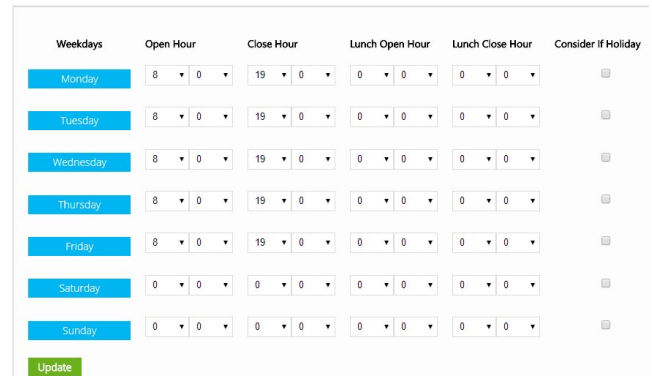 Weekdays Open Hour Close Hour Lunch Open Hour Lunch Close Hour Consider If Holiday
Monday 8 0 19 0 0 0 0 0
Tuesday 8 0 19 0 0 0 0 0
Wednesday 8 0 19 0 0 0 0 0
Thursday 8 0 19 0 0 0 0 0
Friday 8 0 19 0 0 0 0 0
Saturday 0 0 0 0 0 0 0 0
Sunday 0 0 0 0 0 0 0 0
Update